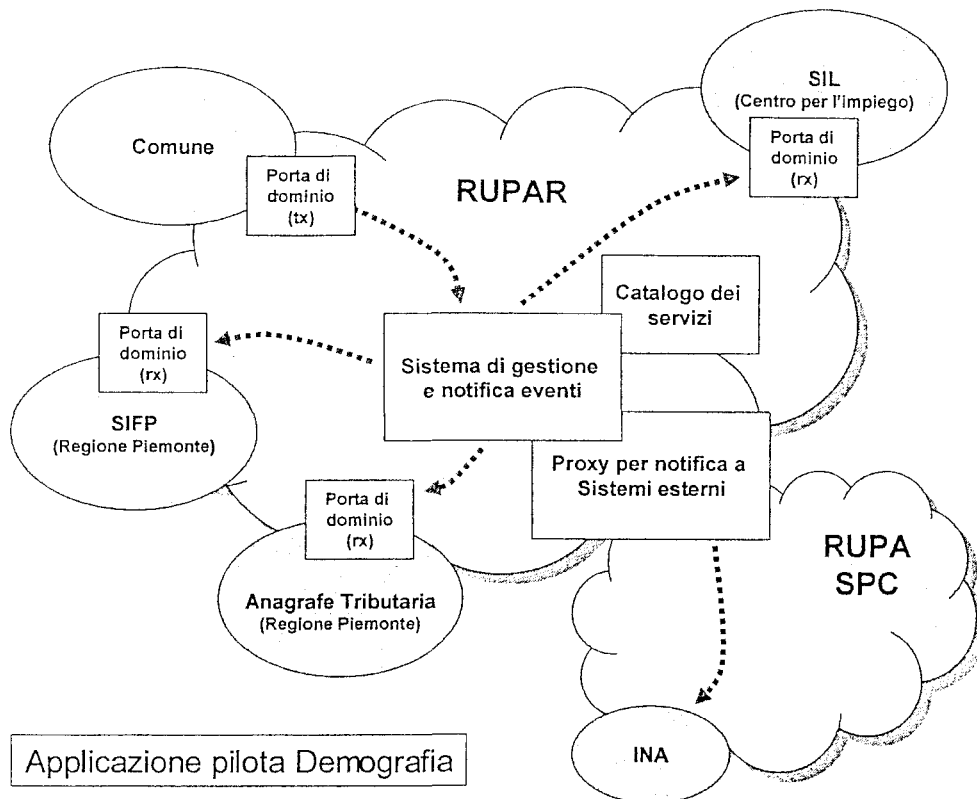 SIL
(Centro per l'impiego)
Porta di
dominio
(rx)
Comune
Porta di
dominio
(tx)
RUPAR
Catalogo dei
servizi
Porta di
dominio
(rx)
SIFP
(Regione Piemonte)
Sistema di gestione
e notifica eventi
Proxy per notifica a
Sistemi esterni
Porta di
dominio
(rx)
Anagrafe Tributaria
(Regione Piemonte)
RUPA
SPC
INA
Applicazione pilota Demografia